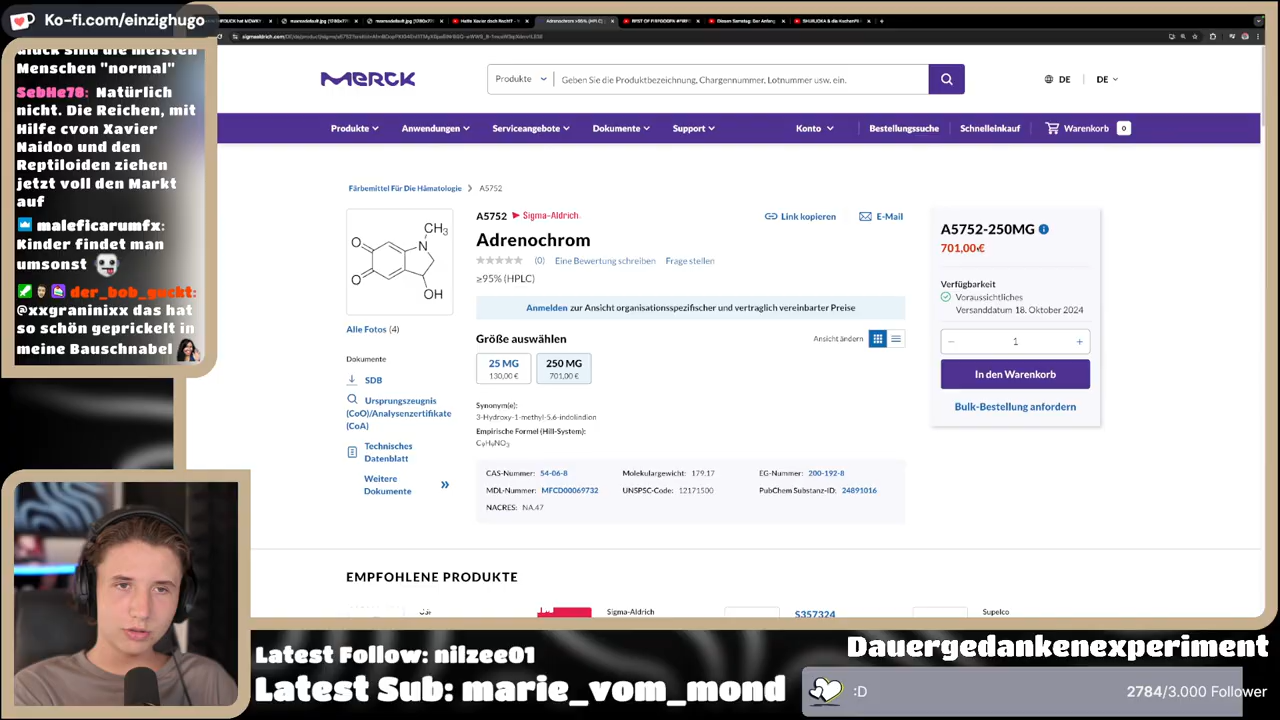 Ko-fi.com/einzighugo
Menschen "normal"
SebHe78: Natürlich
nicht. Die Reichen, mit
Hilfe cvon Xavier
Naidoo und den
Reptiloiden ziehen
jetzt voll den Markt
auf
maleficarumfx:
Kinder findet man
umsonst
der_bob_guckt:
@xxgraninixx das hat
so schön geprickelt in
meine Bauchnabel
MERCK
Produkte
Geben Sie die Produktbezeichnung, Chargennummer, Lotnummer usw. ein.
DE
DE
Produkte
Anwendungen
Serviceangebote
Dokumente
Support
Konto
Bestellungssuche
Schnelleinkauf
Warenkorb 0
Färbemittel Für Die Hämatologie
A5752
A5752
Sigma-Aldrich
Link kopieren
E-Mail
Adrenochrom
(0)
Eine Bewertung schreiben
Frage stellen
≥95% (HPLC)
Anmelden zur Ansicht organisationsspezifischer und vertraglich vereinbarter Preise
CH3
N
O
O
OH
Alle Fotos (4)
Dokumente
SDB
Ursprungszeugnis
(CoO)/Analysenzertifikate
(CoA)
Technisches
Datenblatt
Weitere
Dokumente
Größe auswählen
Ansicht ändern
25 MG
130,00 €
250 MG
701,00 €
Synonym(e):
3-Hydroxy-1-methyl-5,6-indolindion
Empirische Formel (Hill-System):
C9H9NO3
CAS-Nummer: 54-06-8
Molekulargewicht: 179.17
EG-Nummer: 200-192-8
MDL-Nummer: MFCD00069732
UNSPSC-Code: 12171500
PubChem Substanz-ID: 24891016
NACRES: NA.47
A5752-250MG
701,00€
Verfügbarkeit
Voraussichtliches
Versanddatum 18. Oktober 2024
1
In den Warenkorb
Bulk-Bestellung anfordern
EMPFOHLENE PRODUKTE
Sigma-Aldrich
S357324
Supelco
Latest Follow: nilzee01
Latest Sub: marie_vom_mond
Dauergedankenexperiment
:D
2784/3.000 Follower